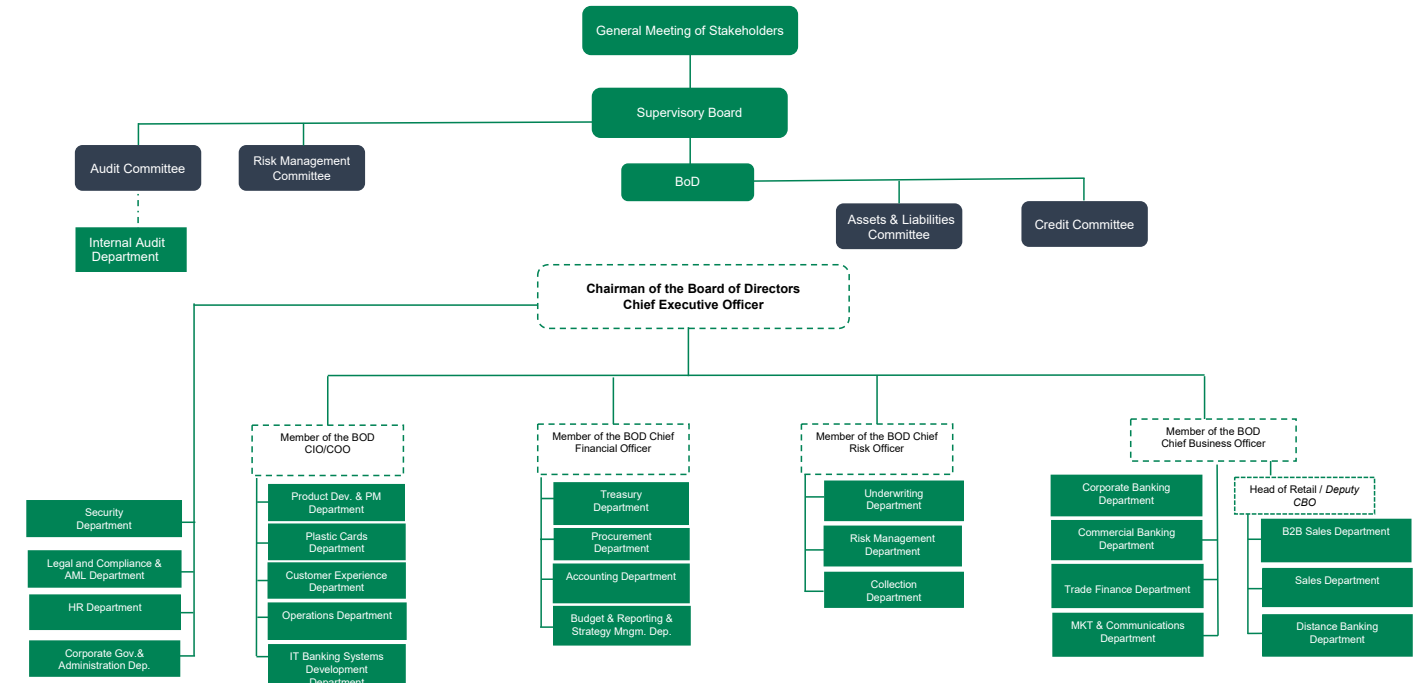 General Meeting of Stakeholders
Supervisory Board
Audit Committee
Risk Management
Committee
BoD
Assets & Liabilities
Committee
Credit Committee
Internal Audit
Department
Chairman of the Board of Directors
Chief Executive Officer
Member of the BOD
CIO/COO
Member of the BOD Chief
Financial Officer
Member of the BOD Chief
Risk Officer
Member of the BOD
Chief Business Officer
Security
Department
Legal and Compliance &
AML Department
HR Department
Corporate Gov.&
Administration Dep.
Product Dev. & PM
Department
Plastic Cards
Department
Customer Experience
Department
Operations Department
IT Banking Systems
Development
Department
Treasury
Department
Procurement
Department
Accounting Department
Budget & Reporting &
Strategy Mngm. Dep.
Underwriting
Department
Risk Management
Department
Collection
Department
Corporate Banking
Department
Commercial Banking
Department
Trade Finance Department
MKT & Communications
Department
Head of Retail / Deputy
CBO
B2B Sales Department
Sales Department
Distance Banking
Department